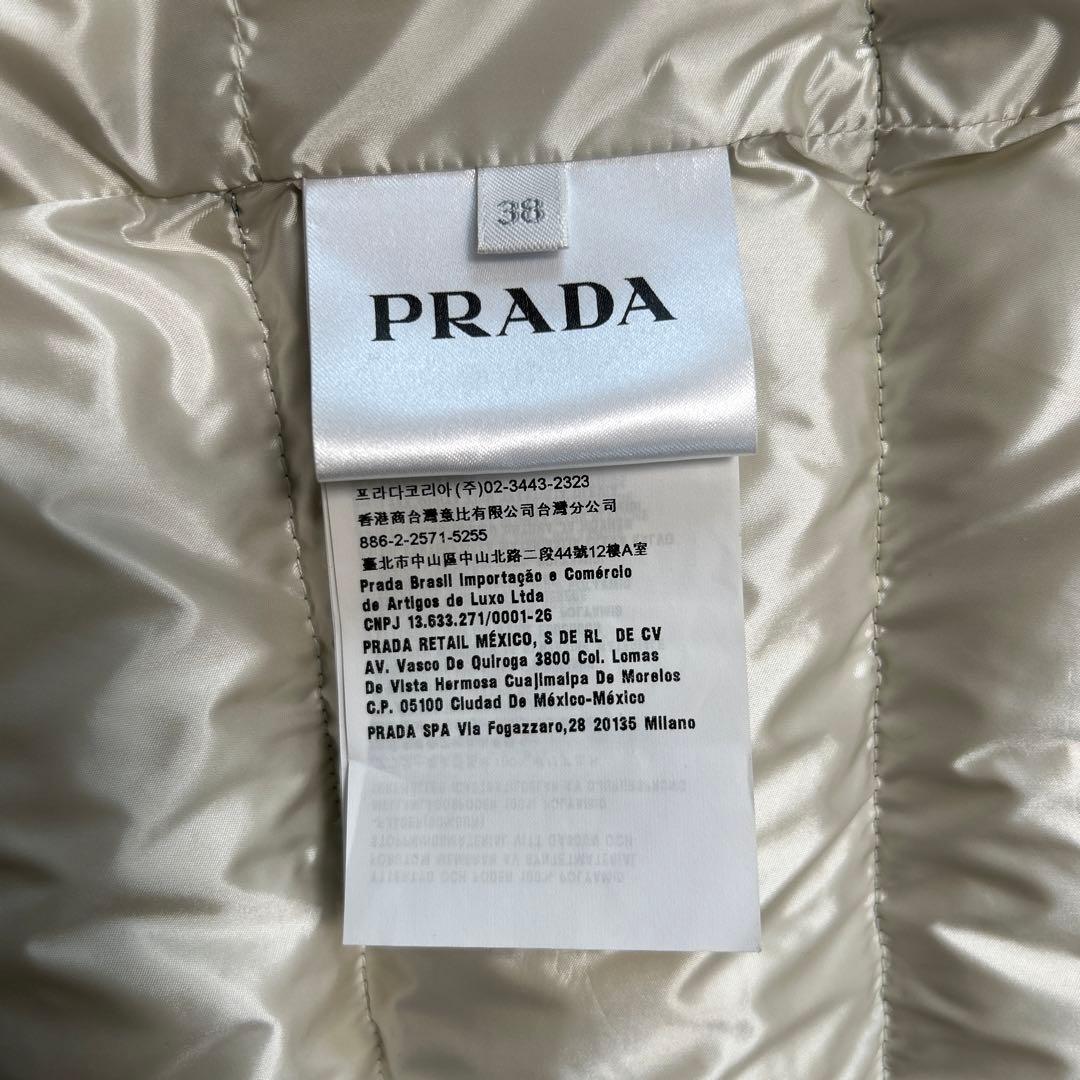 38
PRADA
프라다코리아(주)02-3443-2323
香港商台灣意比有限公司台灣分公司
886-2-2571-5255
臺北市中山區中山北路二段44號12樓A室
Prada Brasil Importação e Comércio
de Artigos de Luxo Ltda
CNPJ 13.633.271/0001-26
PRADA RETAIL MÉXICO, S DE RL DE CV
AV. Vasco De Quiroga 3800 Col. Lomas
De Vista Hermosa Cuajimalpa De Morelos
C.P. 05100 Ciudad De México-México
PRADA SPA Via Fogazzaro,28 20135 Milano